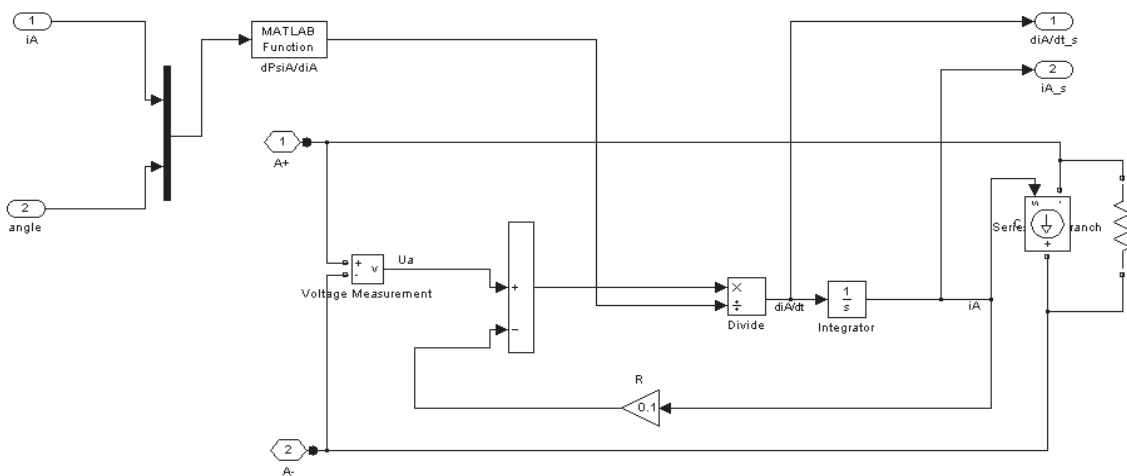 1
iA
MATLAB
Function
dPsiA/diA
1
diA/dt_s
2
iA_s
1
A+
2
angle
s
-
+
+
-
v
Ua
Voltage Measurement
+
−
×
÷
Divide
diA/dt
1
s
Integrator
iA
R
0.1
2
A-